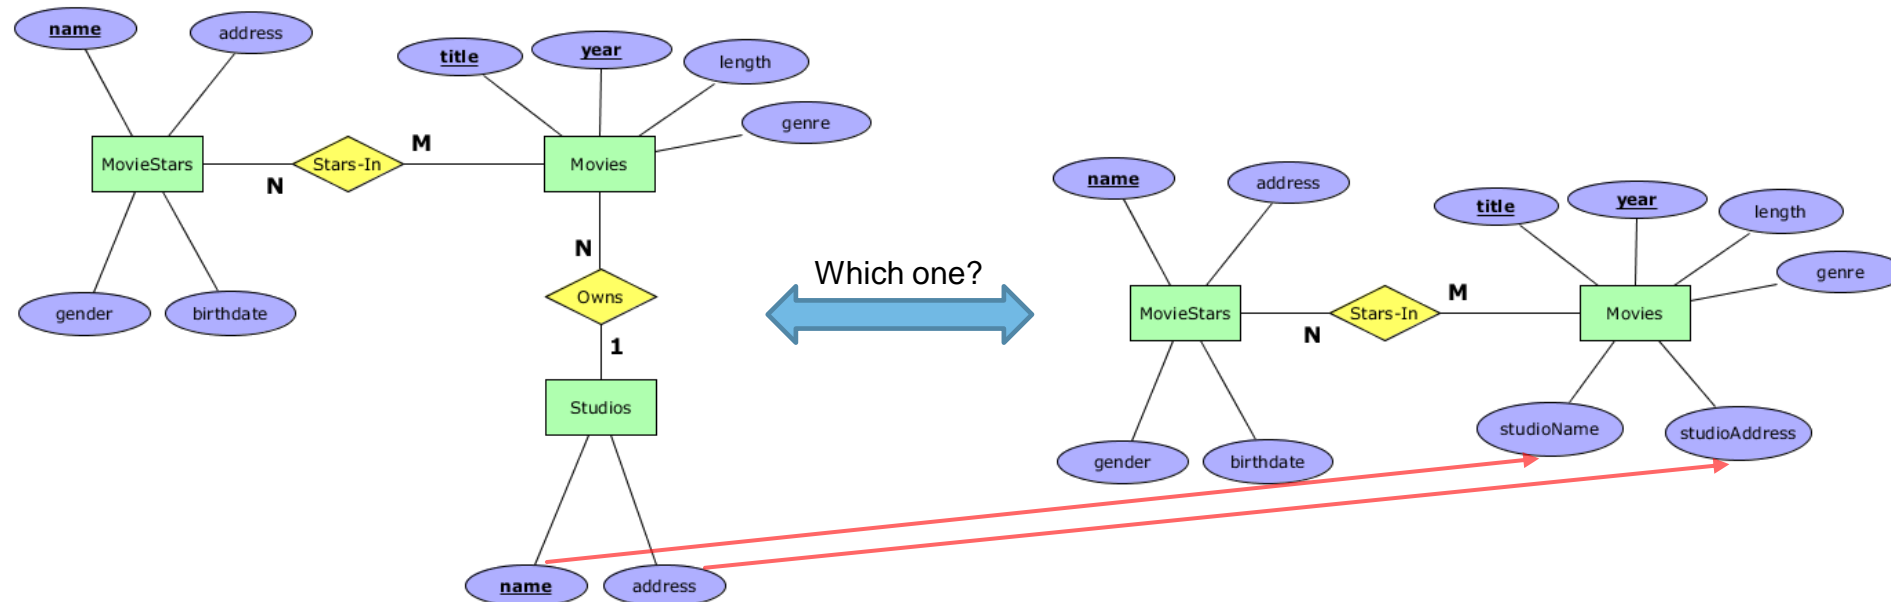 name
address
title
year
length
genre
MovieStars
N
Stars-In
M
Movies
gender
birthdate
N
Owns
1
Studios
name
address
Which one?
name
address
title
year
length
genre
MovieStars
N
Stars-In
M
Movies
gender
birthdate
studioName
studioAddress